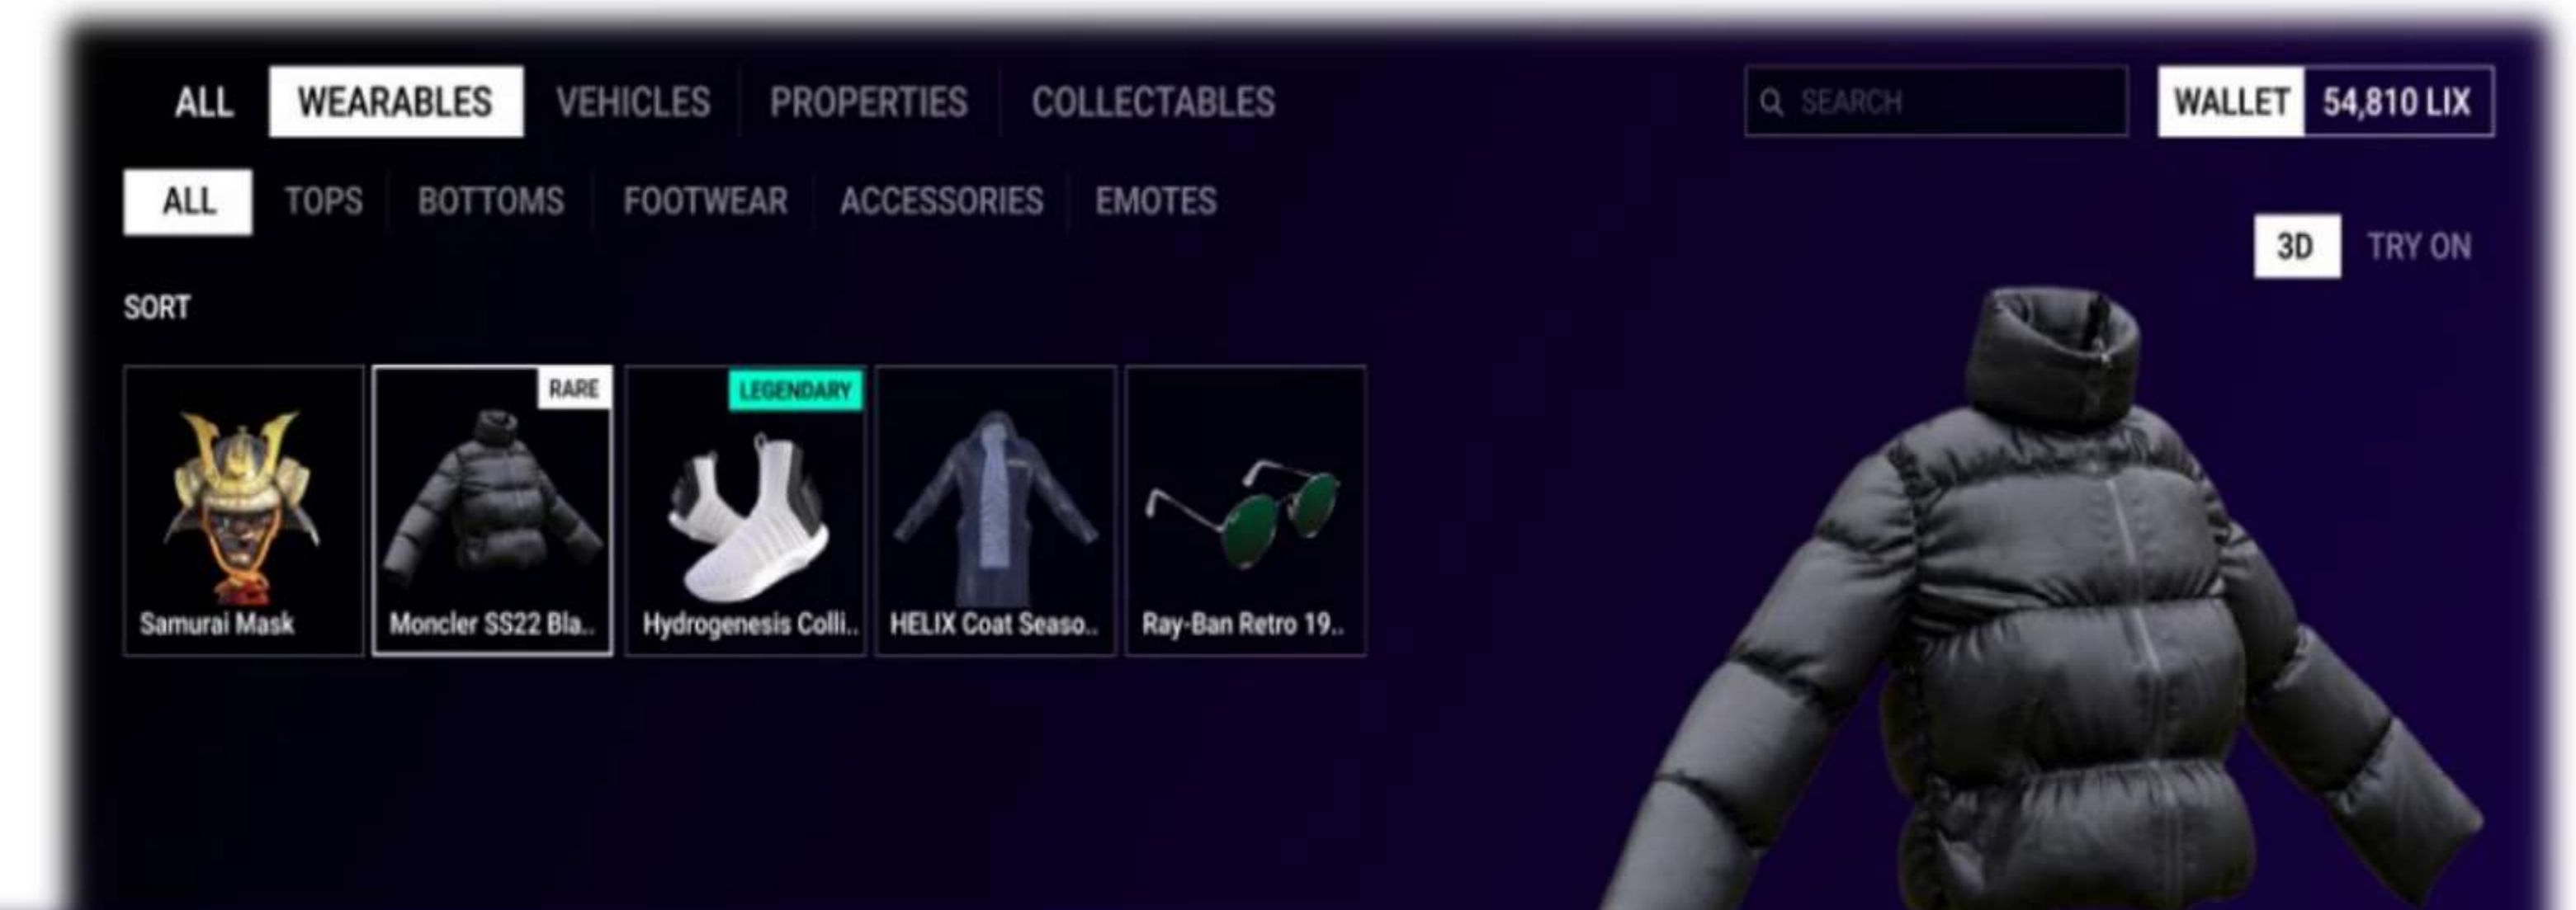 ALL WEARABLES VEHICLES PROPERTIES COLLECTABLES SEARCH WALLET 54,810 LIX
ALL TOPS BOTTOMS FOOTWEAR ACCESSORIES EMOTES
3D TRY ON
SORT
RARE LEGENDARY
Samurai Mask Moncler SS22 Bla.. Hydrogenesis Colli.. HELIX Coat Seaso.. Ray-Ban Retro 19..